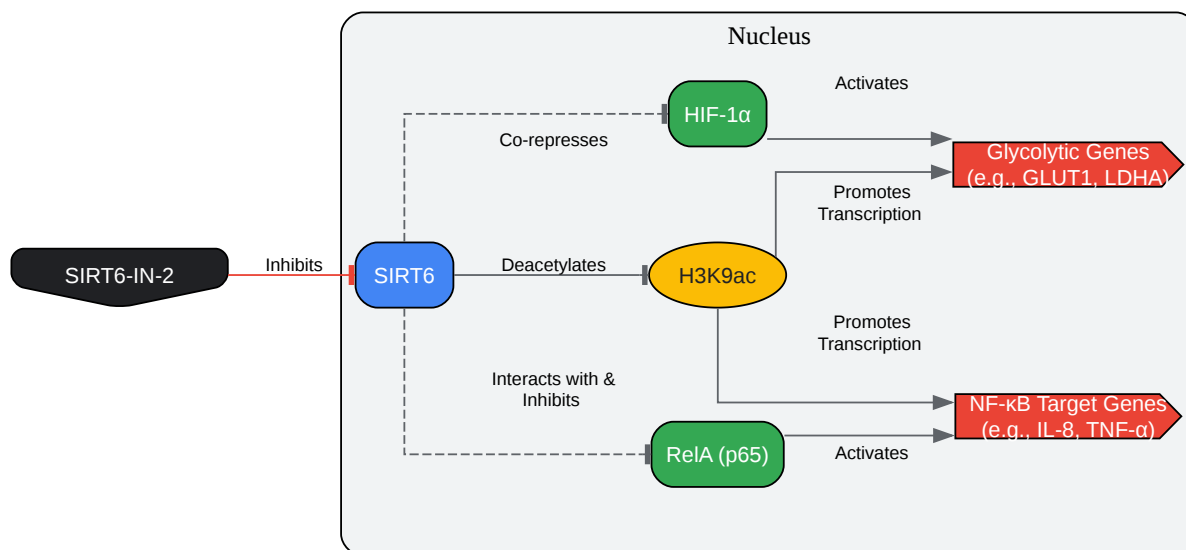 Nucleus
Activates
HIF-1α
Co-represses
Glycolytic Genes
(e.g., GLUT1, LDHA)
Promotes
Transcription
SIRT6-IN-2
Inhibits
SIRT6
Deacetylates
H3K9ac
Promotes
Transcription
Interacts with &
Inhibits
NF-κB Target Genes
(e.g., IL-8, TNF-α)
RelA (p65)
Activates